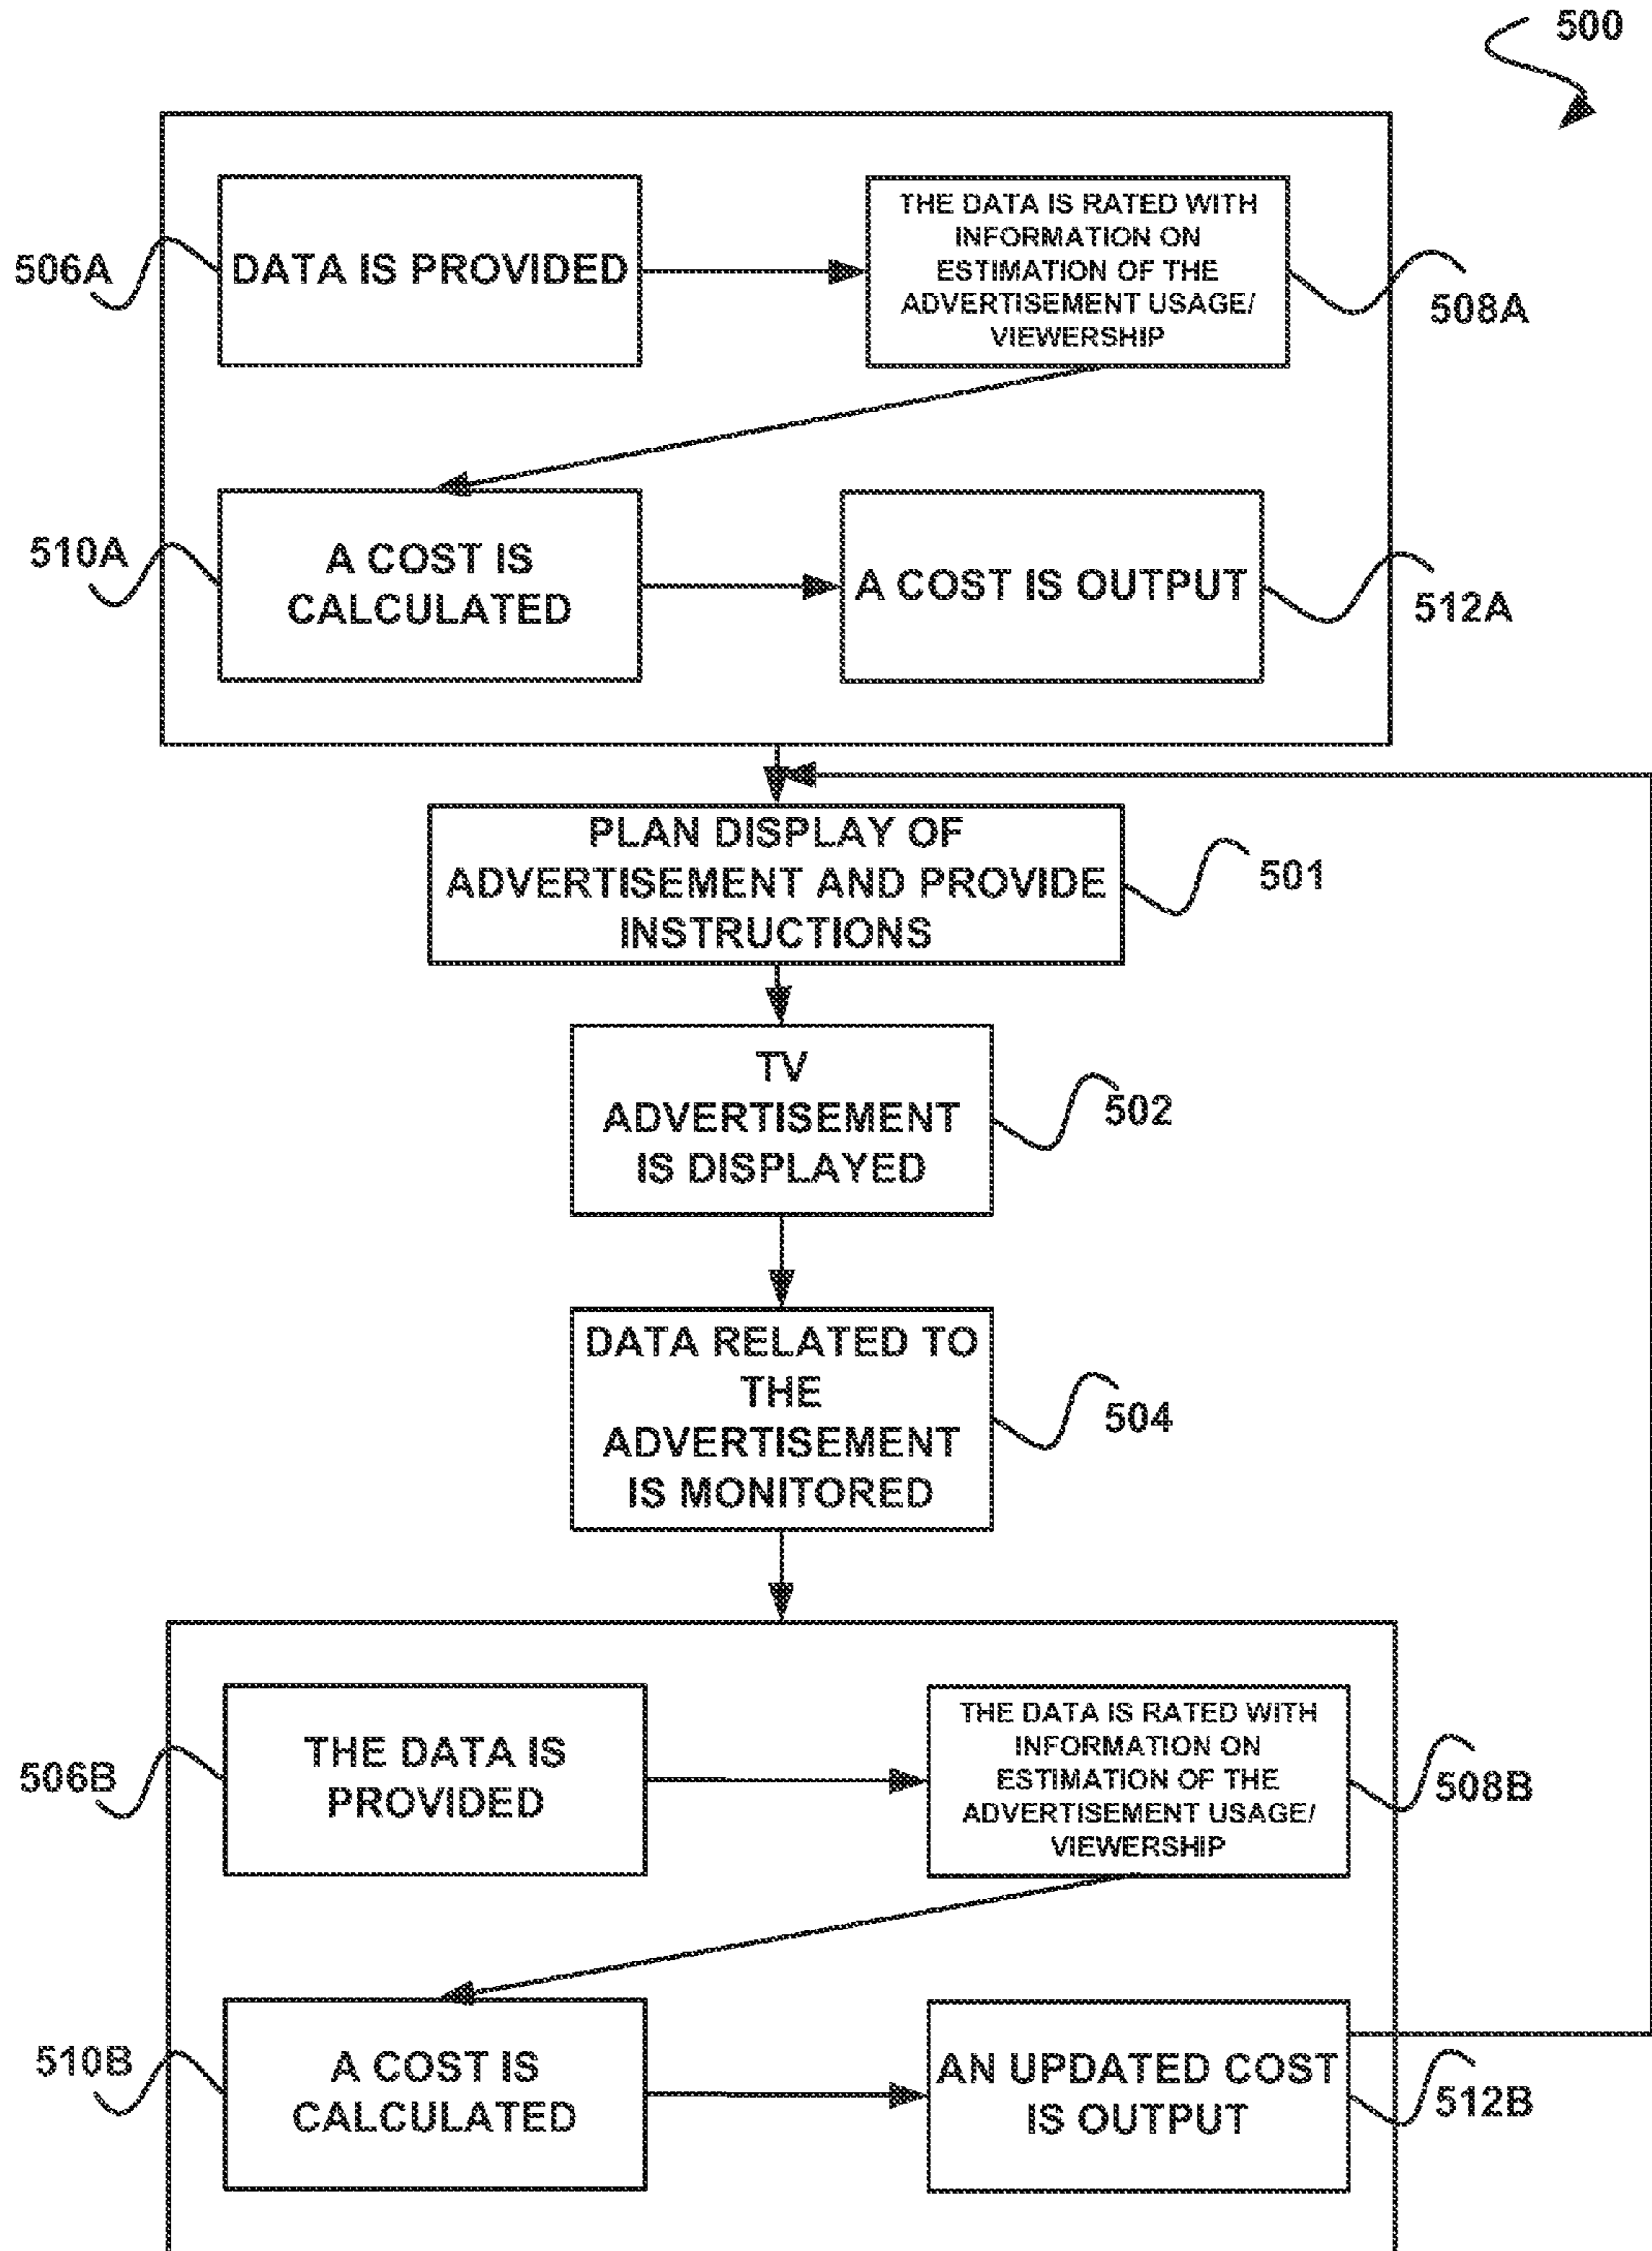 500
506A
DATA IS PROVIDED
THE DATA IS RATED WITH
INFORMATION ON
ESTIMATION OF THE
ADVERTISEMENT USAGE/
VIEWERSHIP
508A
510A
A COST IS
CALCULATED
A COST IS OUTPUT
512A
PLAN DISPLAY OF
ADVERTISEMENT AND PROVIDE
INSTRUCTIONS
501
TV
ADVERTISEMENT
IS DISPLAYED
502
DATA RELATED TO
THE
ADVERTISEMENT
IS MONITORED
504
506B
THE DATA IS
PROVIDED
THE DATA IS RATED WITH
INFORMATION ON
ESTIMATION OF THE
ADVERTISEMENT USAGE/
VIEWERSHIP
508B
510B
A COST IS
CALCULATED
AN UPDATED COST
IS OUTPUT
512B